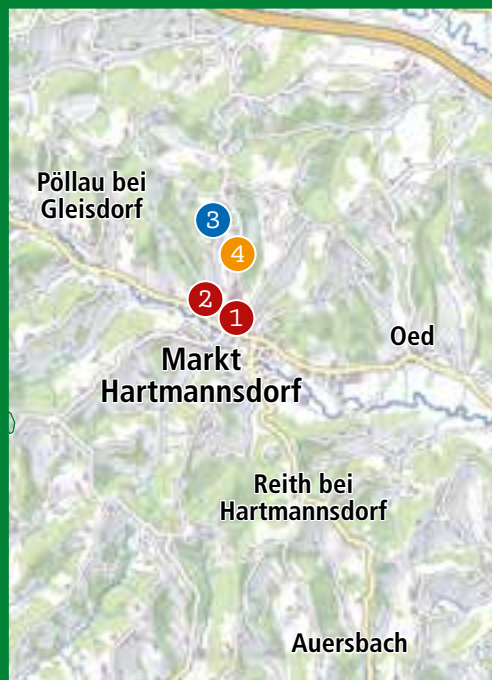 Pöllau bei
Gleisdorf
3
4
2
1
Oed
Markt
Hartmannsdorf
Reith bei
Hartmannsdorf
Auersbach